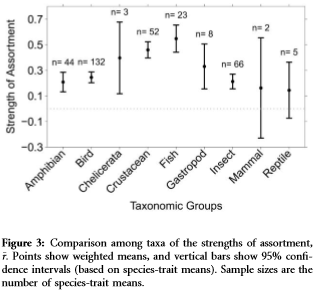 0.7
0.5
0.3
0.1
−0.1
−0.3
Strength of Assortment
n= 44
n= 132
n= 3
n= 52
n= 23
n= 8
n= 66
n= 2
n= 5
Amphibian
Bird
Chelicerata
Crustacean
Fish
Gastropod
Insect
Mammal
Reptile
Taxonomic Groups
Figure 3: Comparison among taxa of the strengths of assortment,
r̄. Points show weighted means, and vertical bars show 95% confi-
dence intervals (based on species-trait means). Sample sizes are the
number of species-trait means.